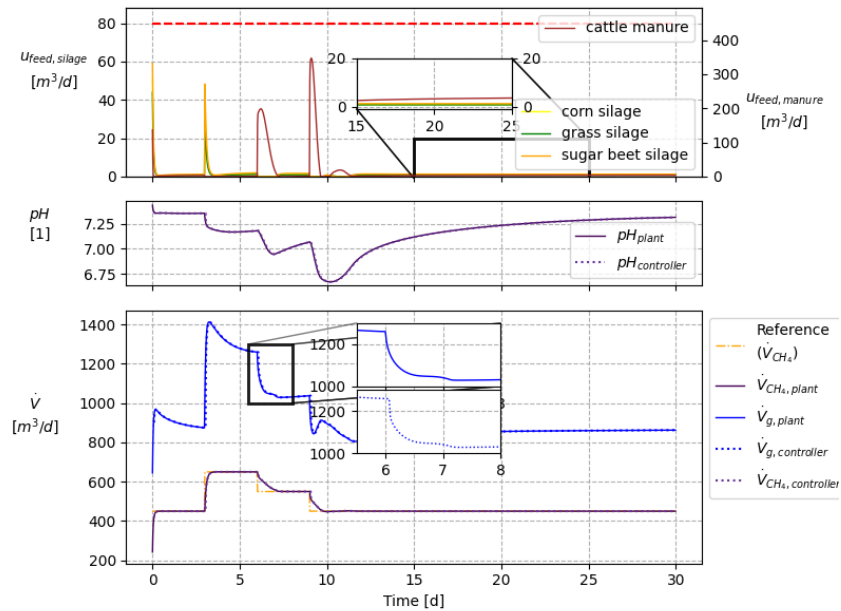 80
60
40
20
0
u_feed,silage
[m³/d]
cattle manure
400
300
200
100
0
u_feed,manure
[m³/d]
20
0
20
0
15
20
25
corn silage
grass silage
sugar beet silage
pH
[1]
7.25
7.00
6.75
pH_plant
pH_controller
V̇
[m³/d]
1400
1200
1000
800
600
400
200
1200
1000
1200
1000
6
7
8
0
5
10
15
20
25
30
Time [d]
Reference
(V̇_CH₄)
V̇_CH₄,plant
V̇_g,plant
V̇_g,controller
V̇_CH₄,controller